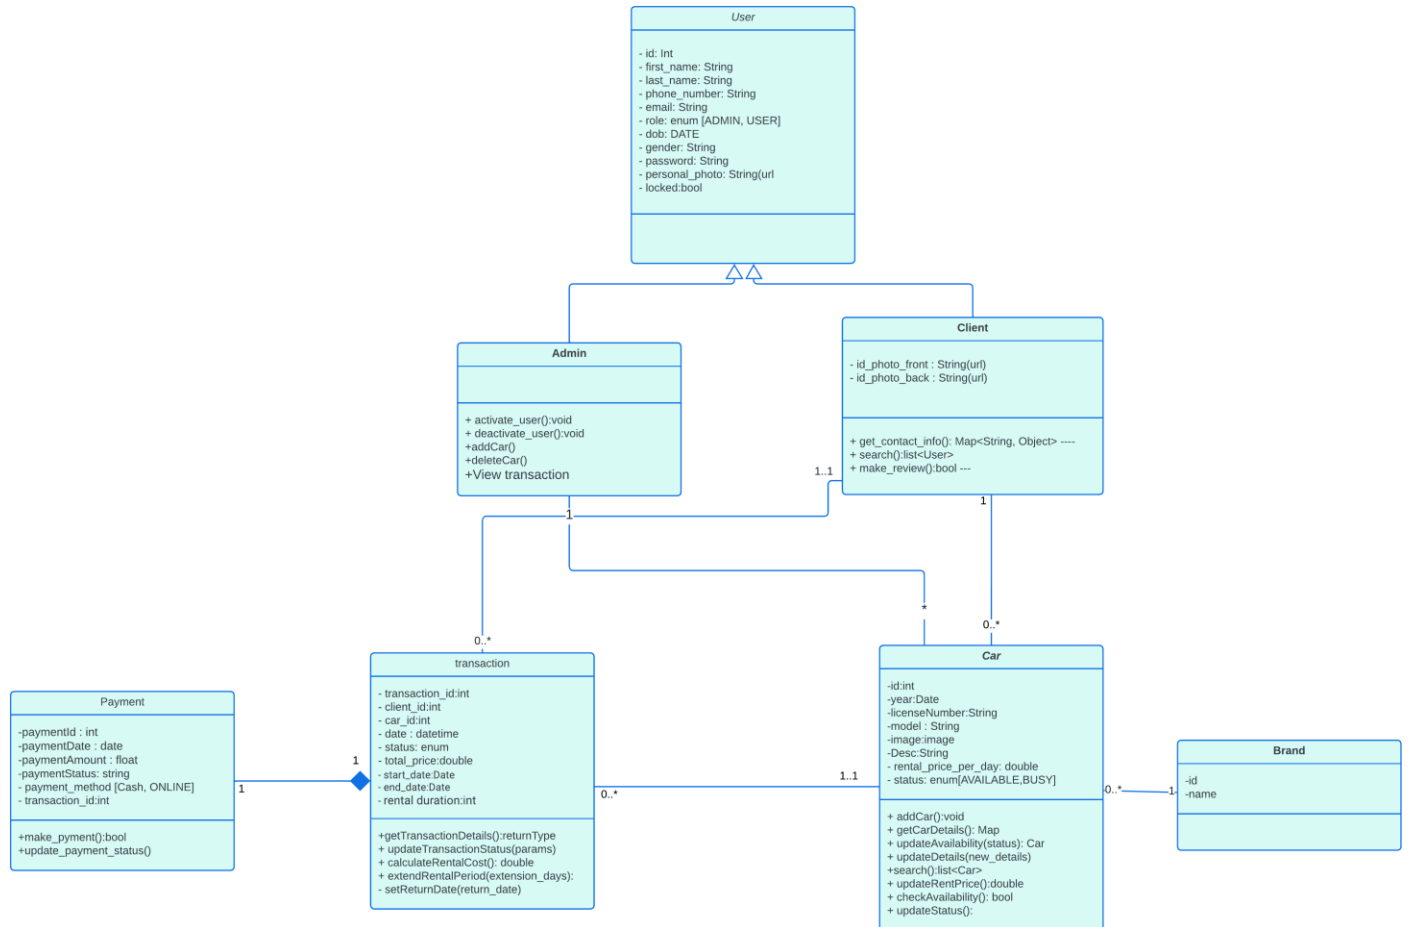 User
- id: Int
- first_name: String
- last_name: String
- phone_number: String
- email: String
- role: enum [ADMIN, USER]
- dob: DATE
- gender: String
- password: String
- personal_photo: String(url
- locked:bool
Admin
+ activate_user():void
+ deactivate_user():void
+addCar()
+deleteCar()
+View transaction
Client
- id_photo_front : String(url)
- id_photo_back : String(url)
+ get_contact_info(): Map<String, Object> ----
+ search():list<User>
+ make_review():bool ---
1..1
1
1
*
0..*
0..*
Payment
-paymentId : int
-paymentDate : date
-paymentAmount : float
-paymentStatus: string
- payment_method [Cash, ONLINE]
- transaction_id:int
+make_pyment():bool
+update_payment_status()
1
1
transaction
- transaction_id:int
- client_id:int
- car_id:int
- date : datetime
- status: enum
- total_price:double
- start_date:Date
- end_date:Date
- rental duration:int
+getTransactionDetails():returnType
+ updateTransactionStatus(params)
+ calculateRentalCost(): double
+ extendRentalPeriod(extension_days):
- setReturnDate(return_date)
0..*
1..1
Car
-id:int
-year:Date
-licenseNumber:String
-model : String
-image:image
-Desc:String
- rental_price_per_day: double
- status: enum[AVAILABLE,BUSY]
+ addCar():void
+ getCarDetails(): Map
+ updateAvailability(status): Car
+ updateDetails(new_details)
+search():list<Car>
+ updateRentPrice():double
+ checkAvailability(): bool
+ updateStatus():
0..*
1
Brand
-id
-name